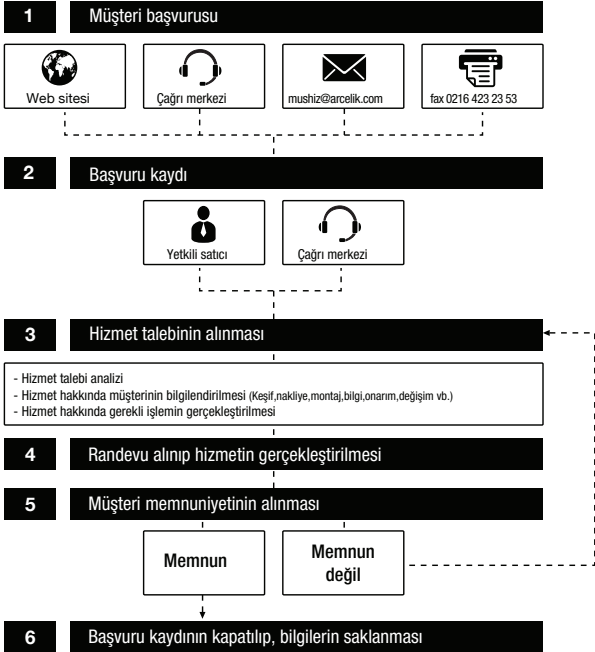 1 Müşteri başvurusu
Web sitesi
Çağrı merkezi
mushiz@arcelik.com
fax 0216 423 23 53
2 Başvuru kaydı
Yetkili satıcı
Çağrı merkezi
3 Hizmet talebinin alınması
- Hizmet talebi analizi
- Hizmet hakkında müşterinin bilgilendirilmesi (Keşif,nakliye,montaj,bilgi,onarım,değişim vb.)
- Hizmet hakkında gerekli işlemin gerçekleştirilmesi
4 Randevu alınıp hizmetin gerçekleştirilmesi
5 Müşteri memnuniyetinin alınması
Memnun
Memnun
değil
6 Başvuru kaydının kapatılıp, bilgilerin saklanması